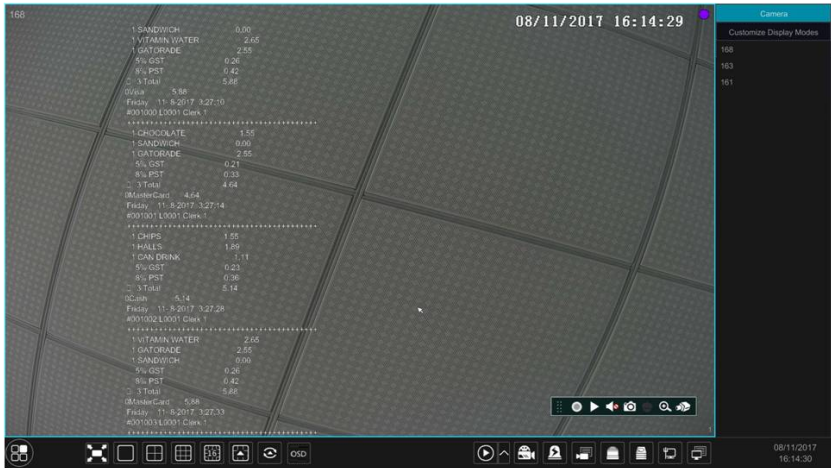 168
08/11/2017 16:14:29
1 SANDWICH 0.00
1 VITAMIN WATER 2.65
1 GATORADE 2.55
5% GST 0.26
8% PST 0.42
3 Total 5.88
0Visa 5.88
Friday 11- 8-2017 3:27:10
#001000 L0001 Clerk 1
++++++++++++++++++++++++++++++++++++++
1 CHOCOLATE 1.55
1 SANDWICH 0.00
1 GATORADE 2.55
5% GST 0.21
8% PST 0.33
3 Total 4.64
0MasterCard 4.64
Friday 11- 8-2017 3:27:14
#001001 L0001 Clerk 1
++++++++++++++++++++++++++++++++++++++
1 CHIPS 1.55
1 HALLS 1.89
1 CAN DRINK 1.11
5% GST 0.23
8% PST 0.36
3 Total 5.14
0Cash 5.14
Friday 11- 8-2017 3:27:28
#001002 L0001 Clerk 1
++++++++++++++++++++++++++++++++++++++
1 VITAMIN WATER 2.65
1 GATORADE 2.55
1 SANDWICH 0.00
5% GST 0.26
8% PST 0.42
3 Total 5.88
0MasterCard 5.88
Friday 11- 8-2017 3:27:33
#001003 L0001 Clerk 1
Camera
Customize Display Modes
168
163
161
1
16
OSD
08/11/2017
16:14:30